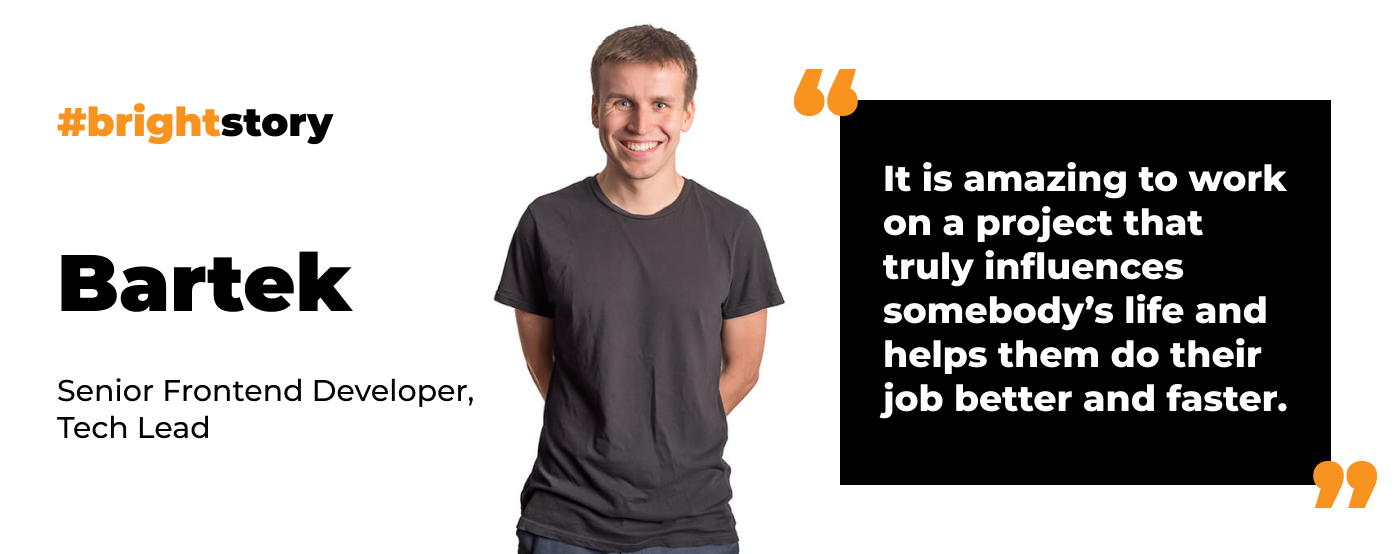 #brightstory
Bartek
Senior Frontend Developer,
Tech Lead
“
It is amazing to work
on a project that
truly influences
somebody’s life and
helps them do their
job better and faster.
”